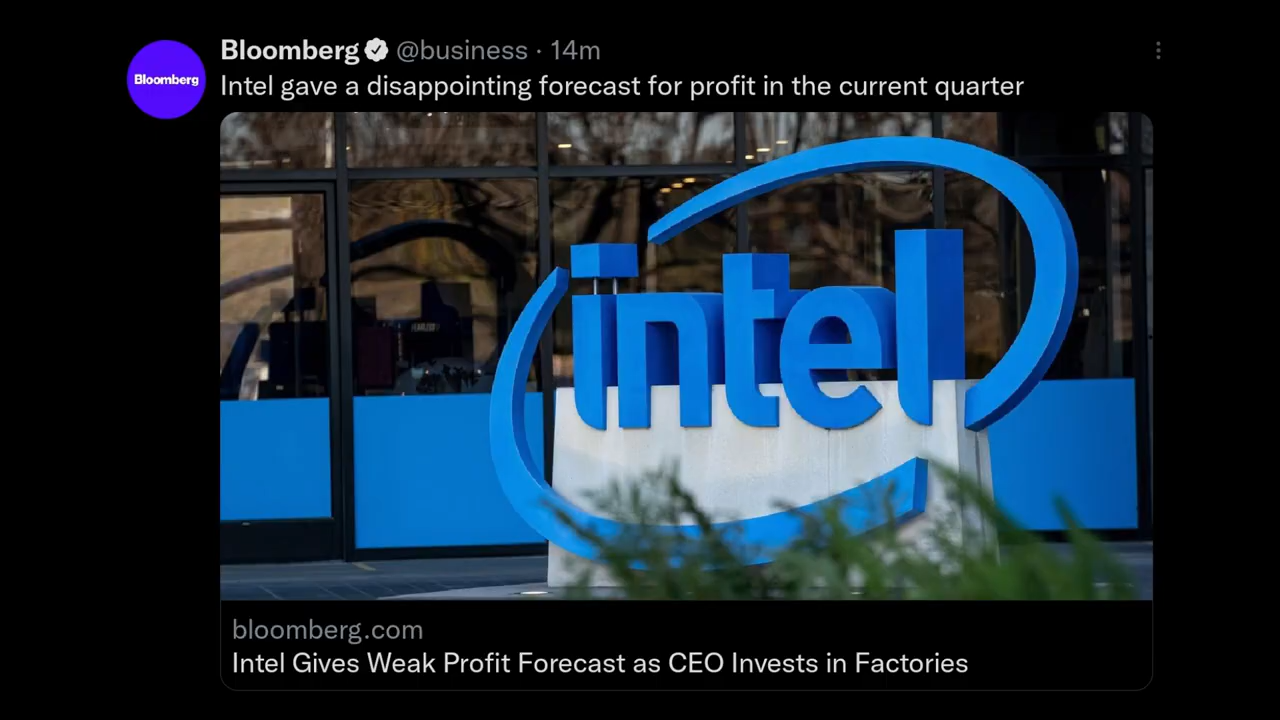 Bloomberg @business · 14m
Bloomberg
Intel gave a disappointing forecast for profit in the current quarter
intel
bloomberg.com
Intel Gives Weak Profit Forecast as CEO Invests in Factories